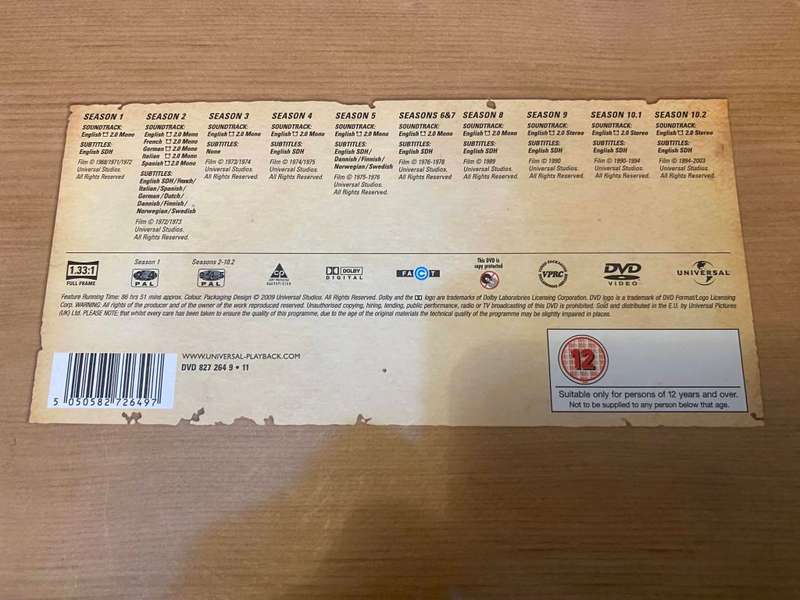 SEASON 1
SOUNDTRACK:
English 2.0 Mono
SUBTITLES:
English SDH
Film © 1968/1971/1972
Universal Studios.
All Rights Reserved.
SEASON 2
SOUNDTRACK:
English 2.0 Mono
French 2.0 Mono
German 2.0 Mono
Italian 2.0 Mono
Spanish 2.0 Mono
SUBTITLES:
English SDH/French/
Italian/Spanish/
German/Dutch/
Danish/Finnish/
Norwegian/Swedish
Film © 1972/1973
Universal Studios.
All Rights Reserved.
SEASON 3
SOUNDTRACK:
English 2.0 Mono
SUBTITLES:
None
Film © 1973/1974
Universal Studios.
All Rights Reserved.
SEASON 4
SOUNDTRACK:
English 2.0 Mono
SUBTITLES:
English SDH
Film © 1974/1975
Universal Studios.
All Rights Reserved.
SEASON 5
SOUNDTRACK:
English 2.0 Mono
SUBTITLES:
English SDH/
Dannish/Finnish/
Norwegian/Swedish
Film © 1975-1976
Universal Studios.
All Rights Reserved.
SEASONS 6&7
SOUNDTRACK:
English 2.0 Mono
SUBTITLES:
English SDH
Film © 1976-1978
Universal Studios.
All Rights Reserved.
SEASON 8
SOUNDTRACK:
English 2.0 Mono
SUBTITLES:
English SDH
Film © 1989
Universal Studios.
All Rights Reserved.
SEASON 9
SOUNDTRACK:
English 2.0 Stereo
SUBTITLES:
English SDH
Film © 1990
Universal Studios.
All Rights Reserved.
SEASON 10.1
SOUNDTRACK:
English 2.0 Stereo
SUBTITLES:
English SDH
Film © 1990-1994
Universal Studios.
All Rights Reserved.
SEASON 10.2
SOUNDTRACK:
English 2.0 Stereo
SUBTITLES:
English SDH
Film © 1994-2003
Universal Studios.
All Rights Reserved.
1.33:1
FULL FRAME
Season 1
PAL
Seasons 2-10.2
PAL
DOLBY
DIGITAL
FACT
This DVD is
copy protected
VPRC
DVD
VIDEO
UNIVERSAL
Feature Running Time: 86 hrs 51 mins approx. Colour. Packaging Design © 2009 Universal Studios. All Rights Reserved. Dolby and the logo are trademarks of Dolby Laboratories Licensing Corporation. DVD logo is a trademark of DVD Format/Logo Licensing
Corp. WARNING: All rights of the producer and of the owner of the work reproduced reserved. Unauthorised copying, hiring, lending, public performance, radio or TV broadcasting of this DVD is prohibited. Sold and distributed in the E.U. by Universal Pictures
(UK) Ltd. PLEASE NOTE: that whilst every care has been taken to ensure the quality of this programme, due to the age of the original materials the technical quality of the programme may be slightly impaired in places.
WWW.UNIVERSAL-PLAYBACK.COM
DVD 827 264 9 • 11
5 050582 726497
12
Suitable only for persons of 12 years and over.
Not to be supplied to any person below that age.